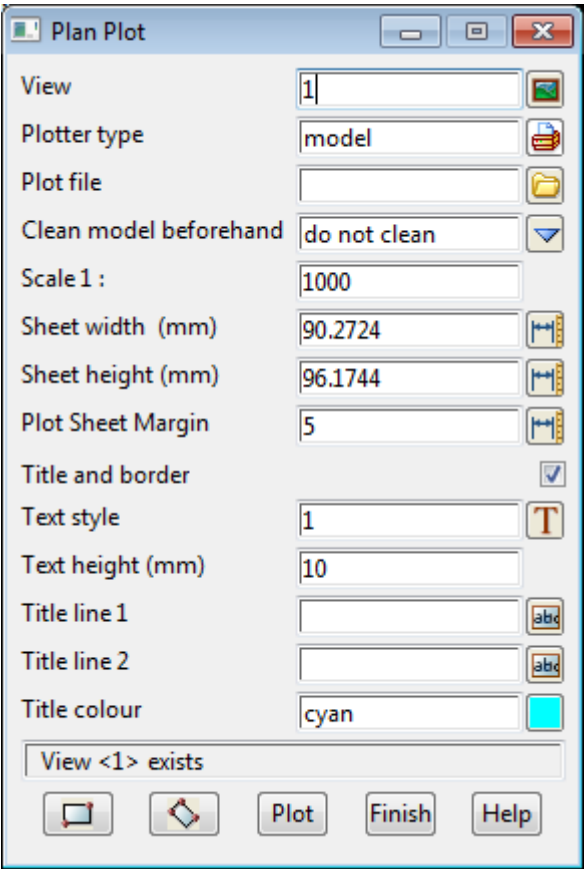 Plan Plot
View 1
Plotter type model
Plot file
Clean model beforehand do not clean
Scale 1 : 1000
Sheet width (mm) 90.2724
Sheet height (mm) 96.1744
Plot Sheet Margin 5
Title and border
Text style 1 T
Text height (mm) 10
Title line 1 abc
Title line 2 abc
Title colour cyan
View <1> exists
Plot Finish Help